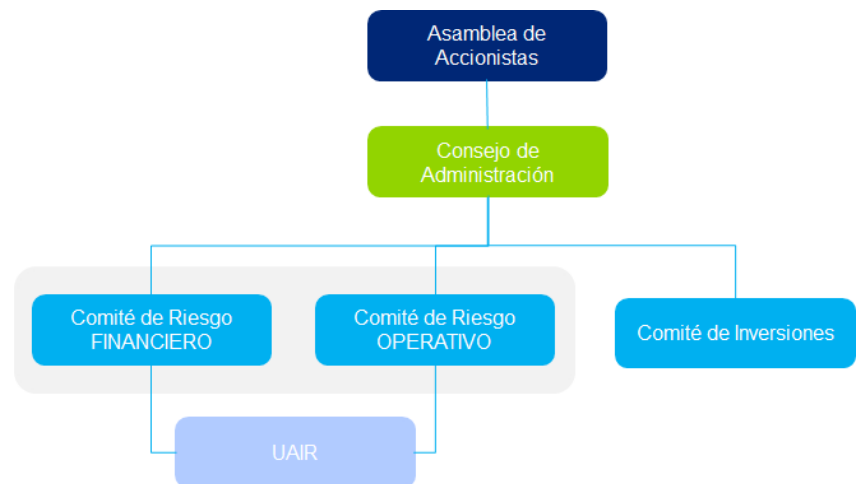 Asamblea de
Accionistas
Consejo de
Administración
Comité de Riesgo
FINANCIERO
Comité de Riesgo
OPERATIVO
Comité de Inversiones
UAIR